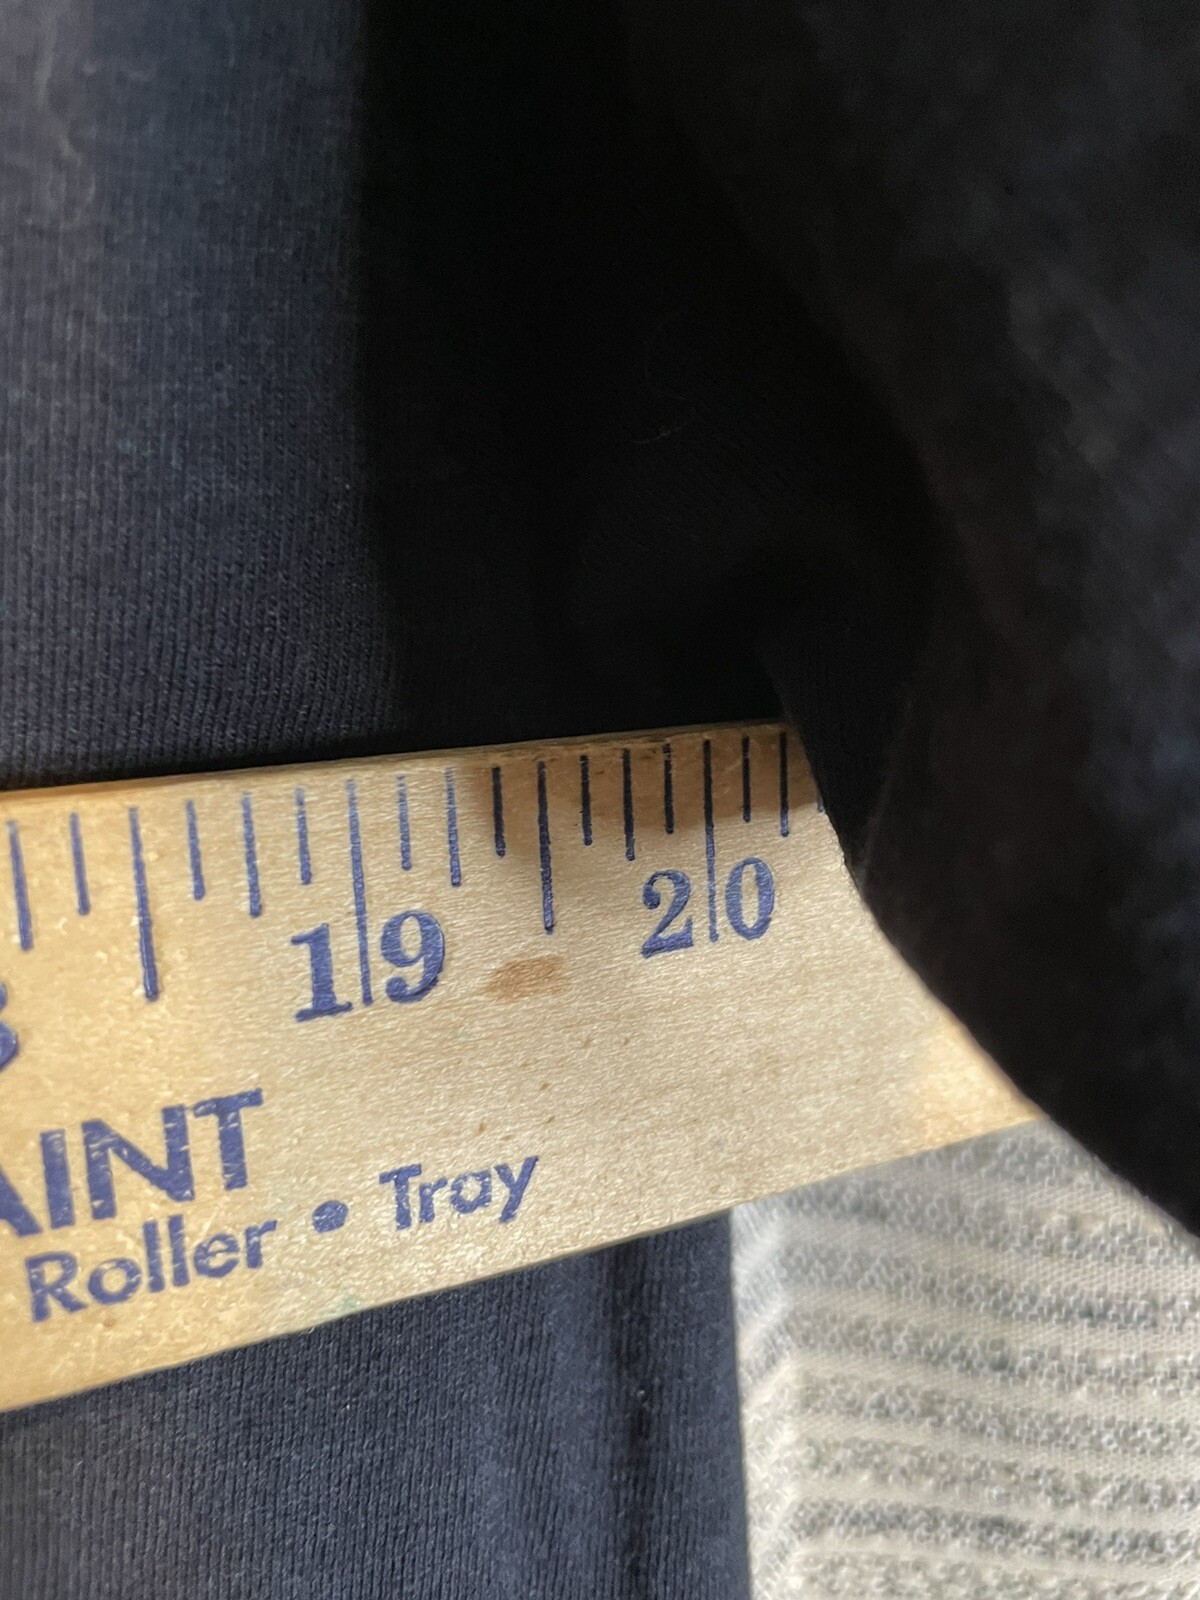 19 20
AINT
Roller • Tray